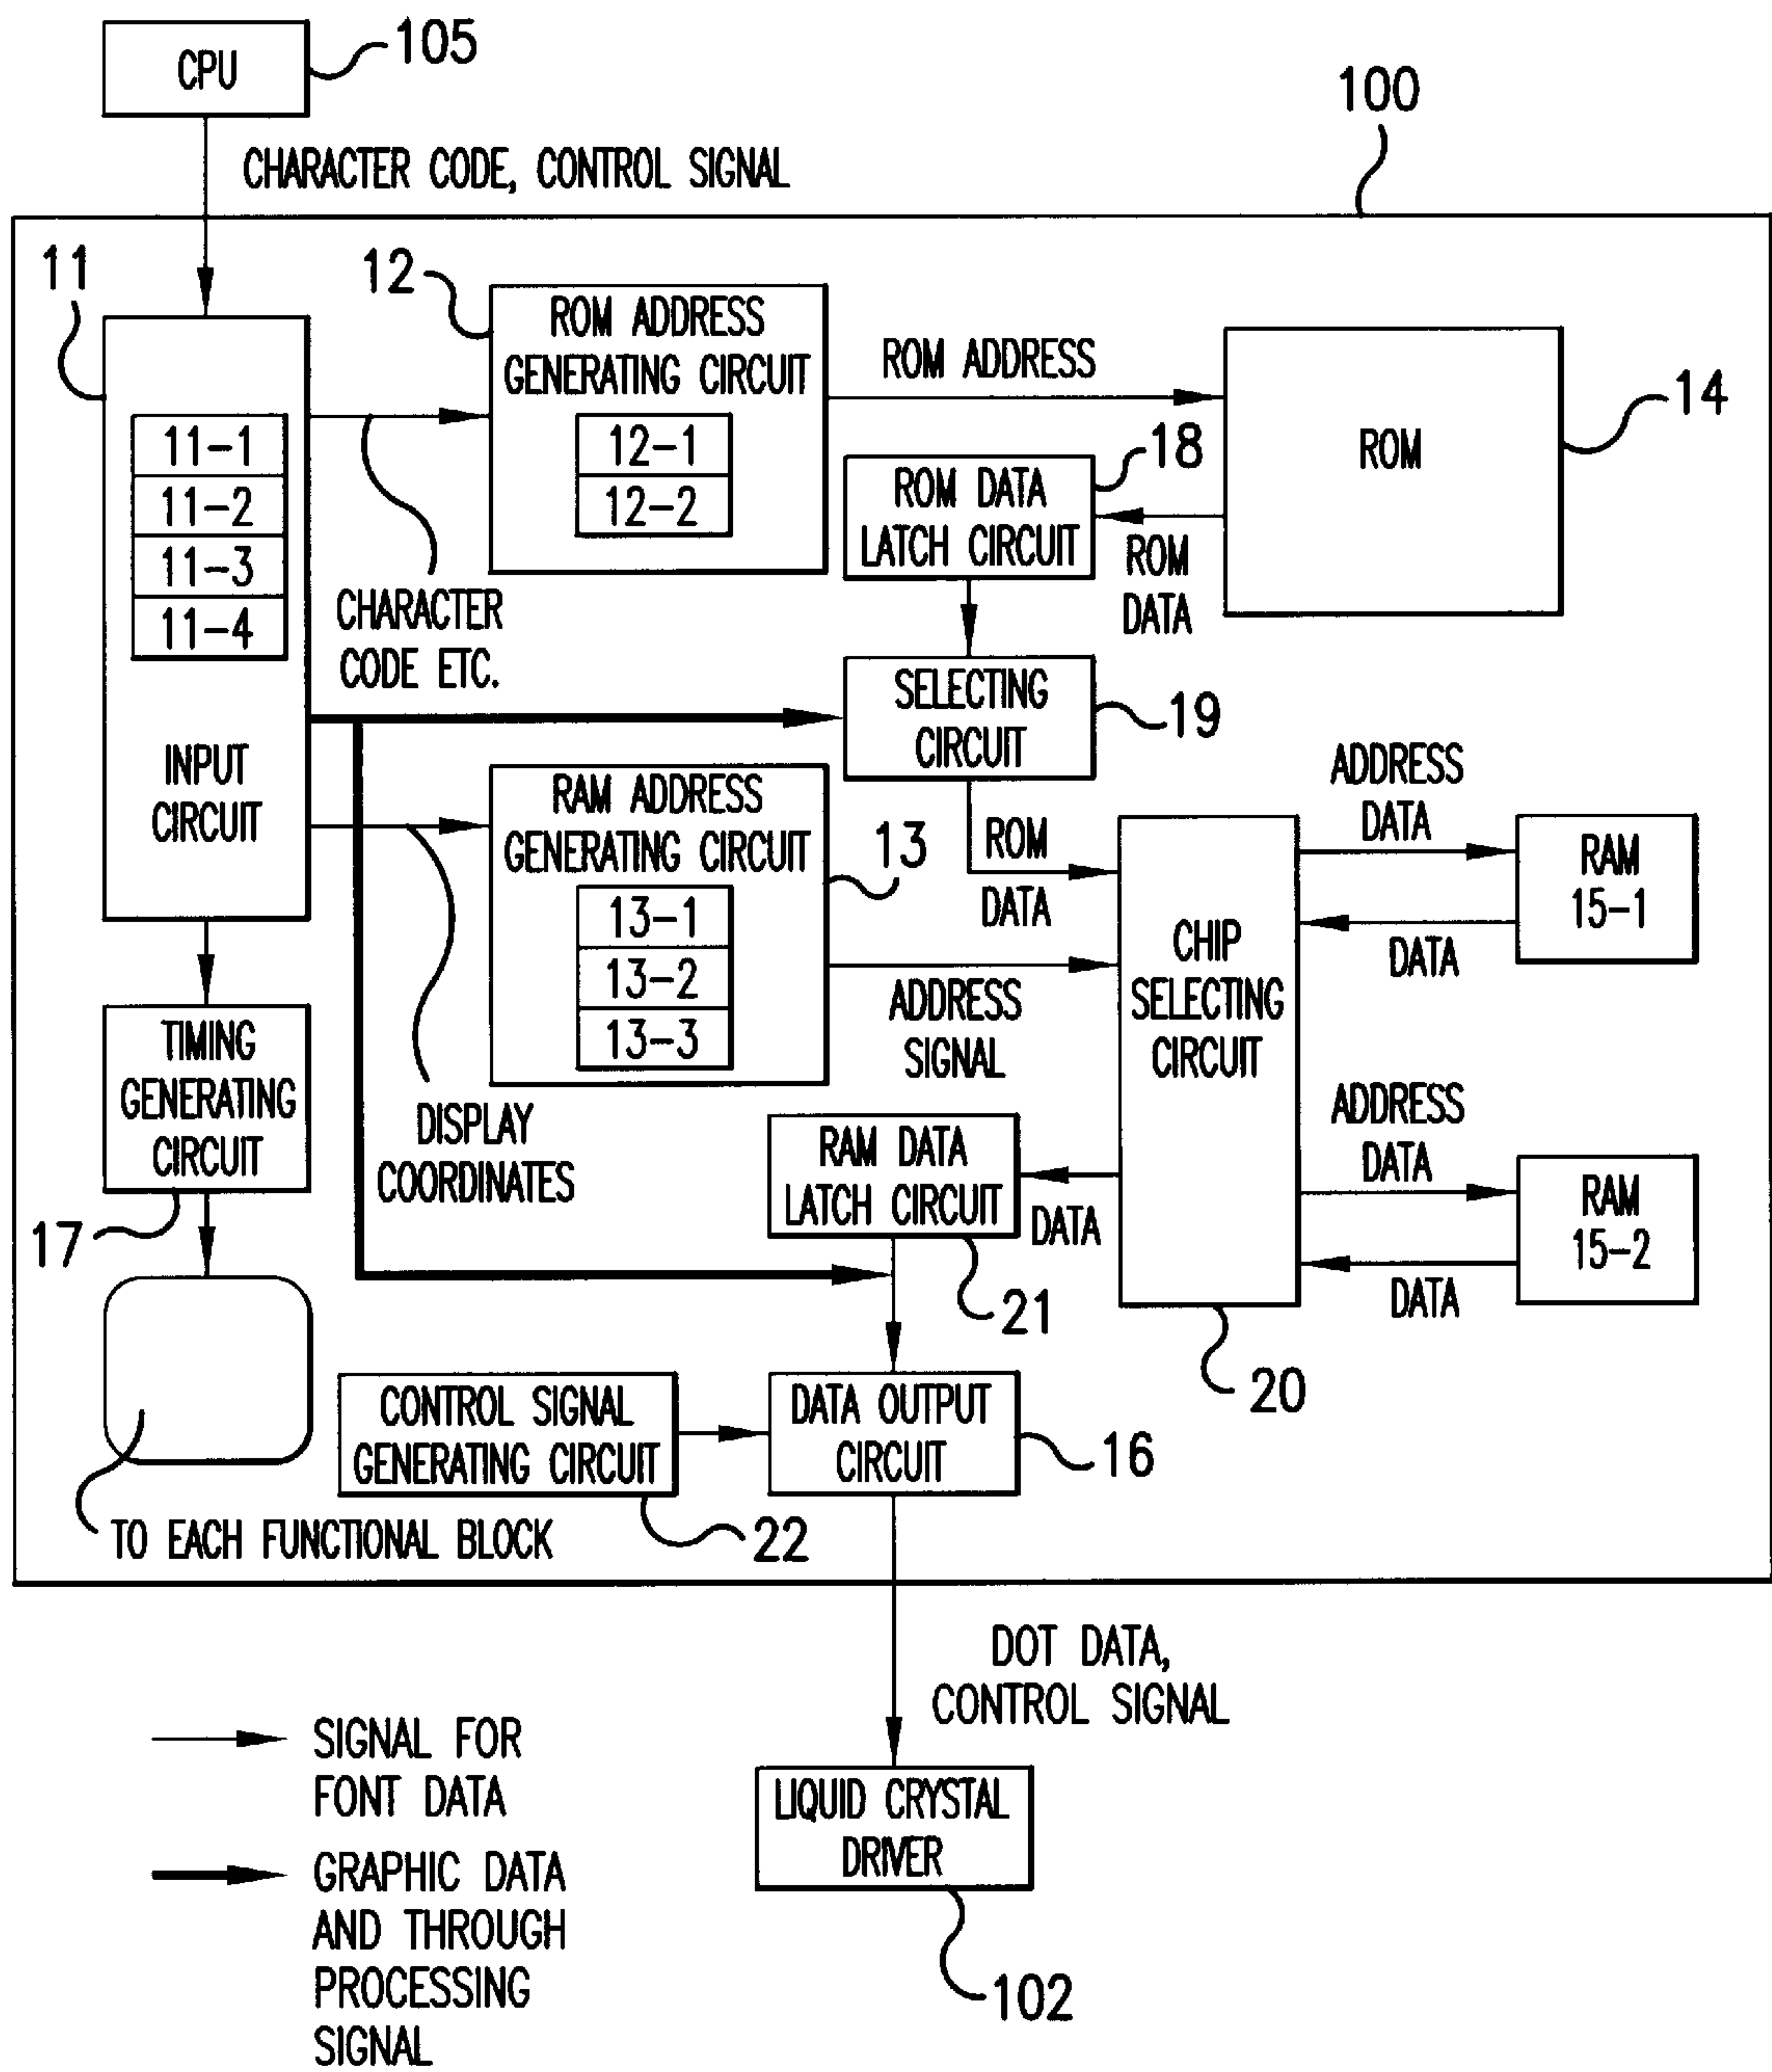 CPU
105
CHARACTER CODE, CONTROL SIGNAL
100
11
11-1
11-2
11-3
11-4
INPUT
CIRCUIT
CHARACTER
CODE ETC.
12
ROM ADDRESS
GENERATING CIRCUIT
12-1
12-2
ROM ADDRESS
ROM
14
18
ROM DATA
LATCH CIRCUIT
ROM
DATA
SELECTING
CIRCUIT
19
RAM ADDRESS
GENERATING CIRCUIT
13
13-1
13-2
13-3
ROM
DATA
ADDRESS
SIGNAL
CHIP
SELECTING
CIRCUIT
20
ADDRESS
DATA
RAM
15-1
DATA
ADDRESS
DATA
RAM
15-2
DATA
TIMING
GENERATING
CIRCUIT
17
DISPLAY
COORDINATES
RAM DATA
LATCH CIRCUIT
21
DATA
CONTROL SIGNAL
GENERATING CIRCUIT
22
DATA OUTPUT
CIRCUIT
16
TO EACH FUNCTIONAL BLOCK
DOT DATA,
CONTROL SIGNAL
LIQUID CRYSTAL
DRIVER
102
SIGNAL FOR
FONT DATA
GRAPHIC DATA
AND THROUGH
PROCESSING
SIGNAL